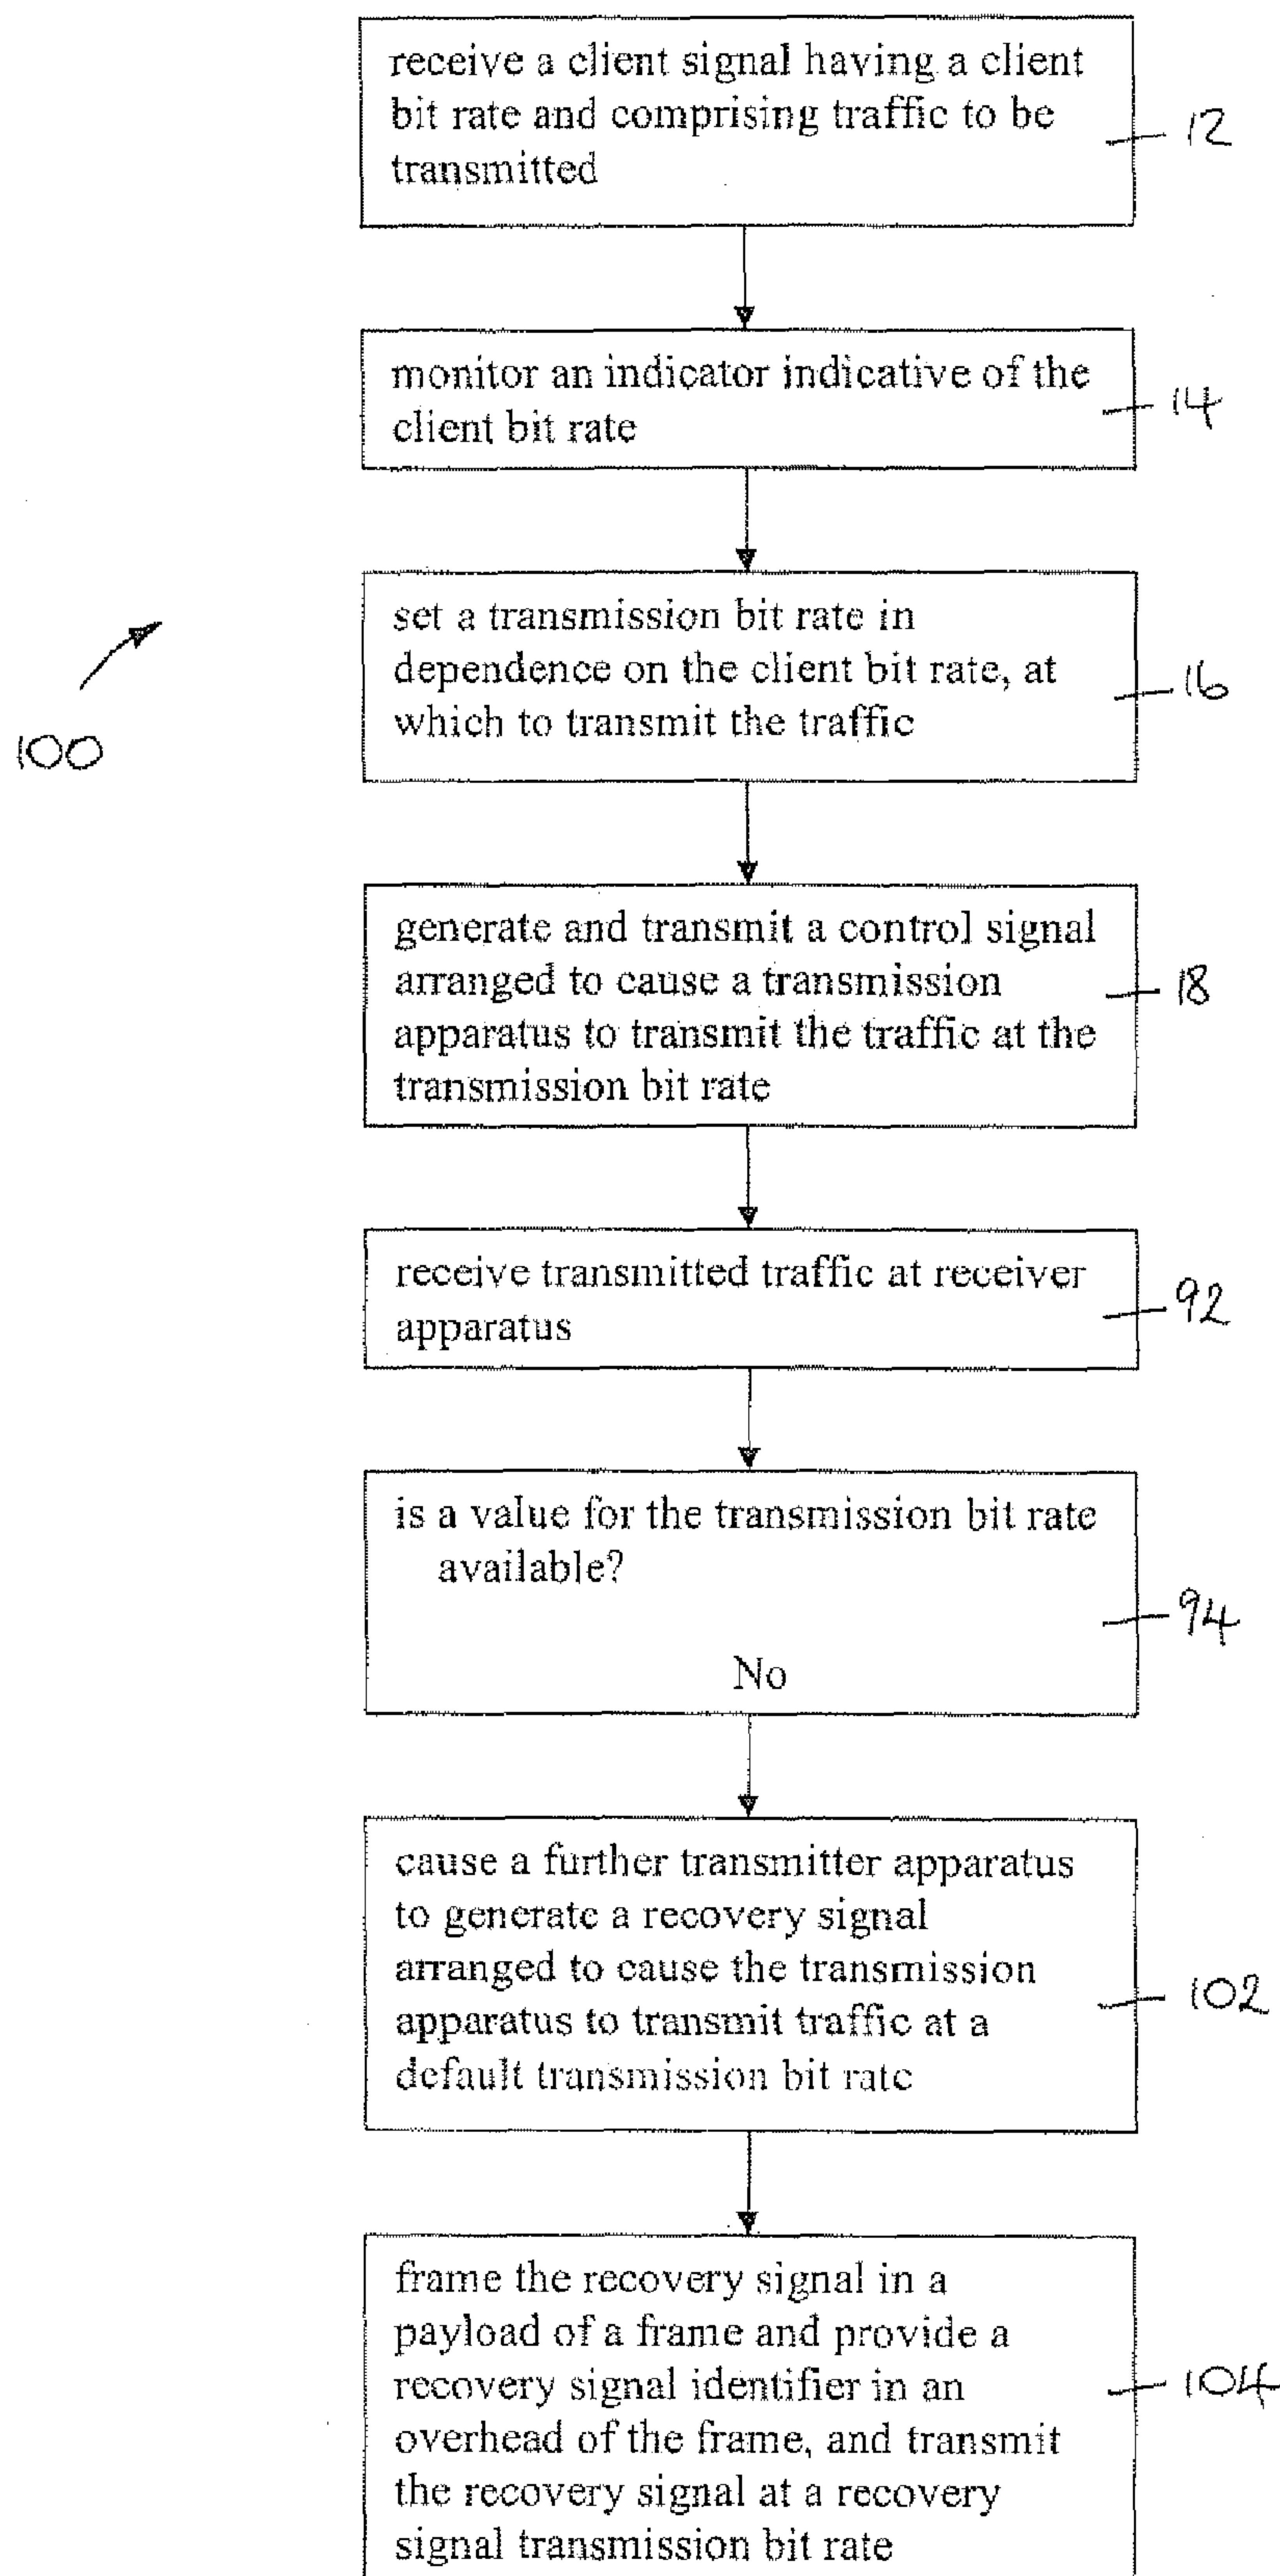 receive a client signal having a client
bit rate and comprising traffic to be
transmitted
12
monitor an indicator indicative of the
client bit rate
14
set a transmission bit rate in
dependence on the client bit rate, at
which to transmit the traffic
16
100
generate and transmit a control signal
arranged to cause a transmission
apparatus to transmit the traffic at the
transmission bit rate
18
receive transmitted traffic at receiver
apparatus
92
is a value for the transmission bit rate
available?
94
No
cause a further transmitter apparatus
to generate a recovery signal
arranged to cause the transmission
apparatus to transmit traffic at a
default transmission bit rate
102
frame the recovery signal in a
payload of a frame and provide a
recovery signal identifier in an
overhead of the frame, and transmit
the recovery signal at a recovery
signal transmission bit rate
104